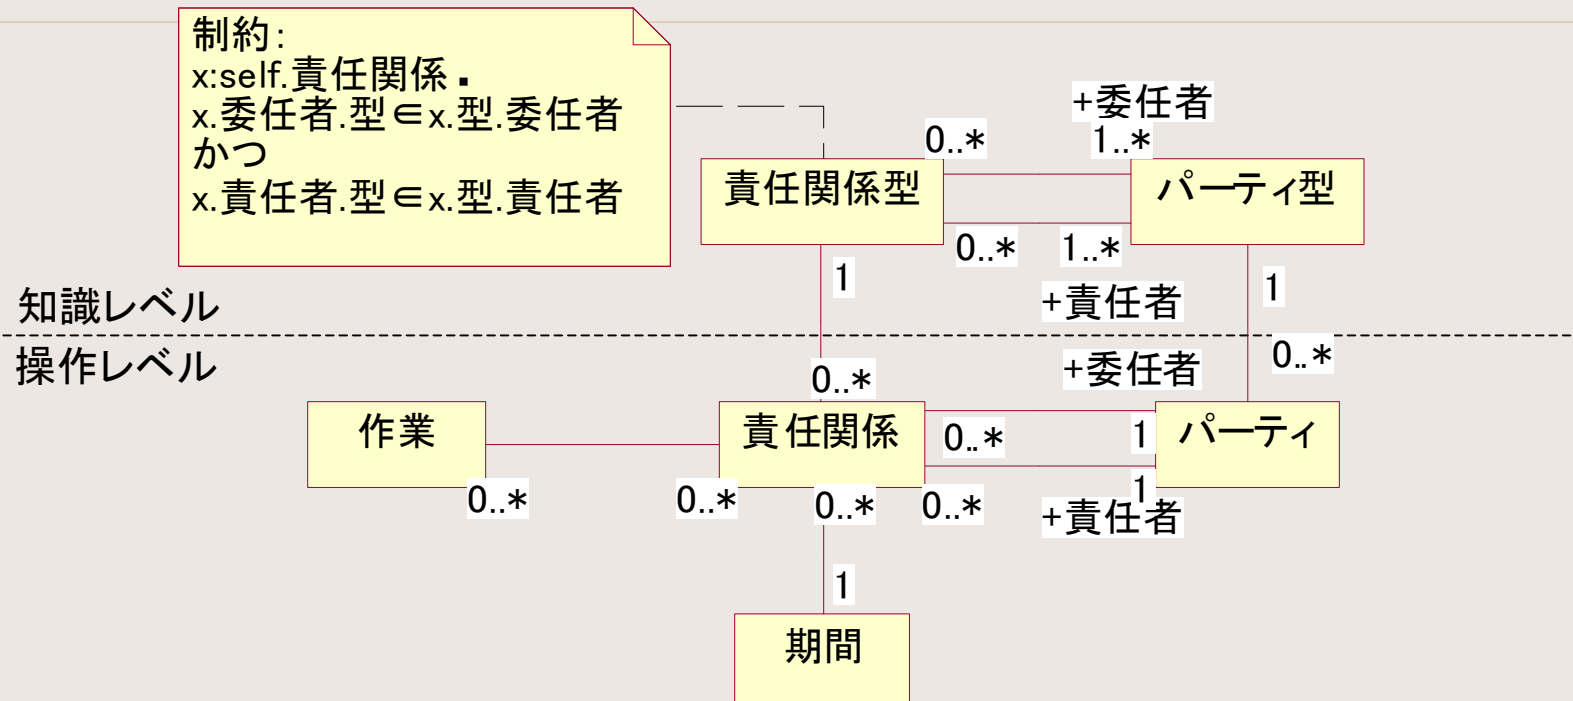 制約：
x:self.責任関係▪
x.委任者.型∈x.型.委任者
かつ
x.責任者.型∈x.型.責任者
+委任者
0..*
1..*
責任関係型
パーティ型
0..*
1..*
1
+責任者
1
知識レベル
操作レベル
0..*
+委任者
0..*
作業
責任関係
0..*
1
パーティ
0..*
0..*
0..*
0..*
1
+責任者
1
期間